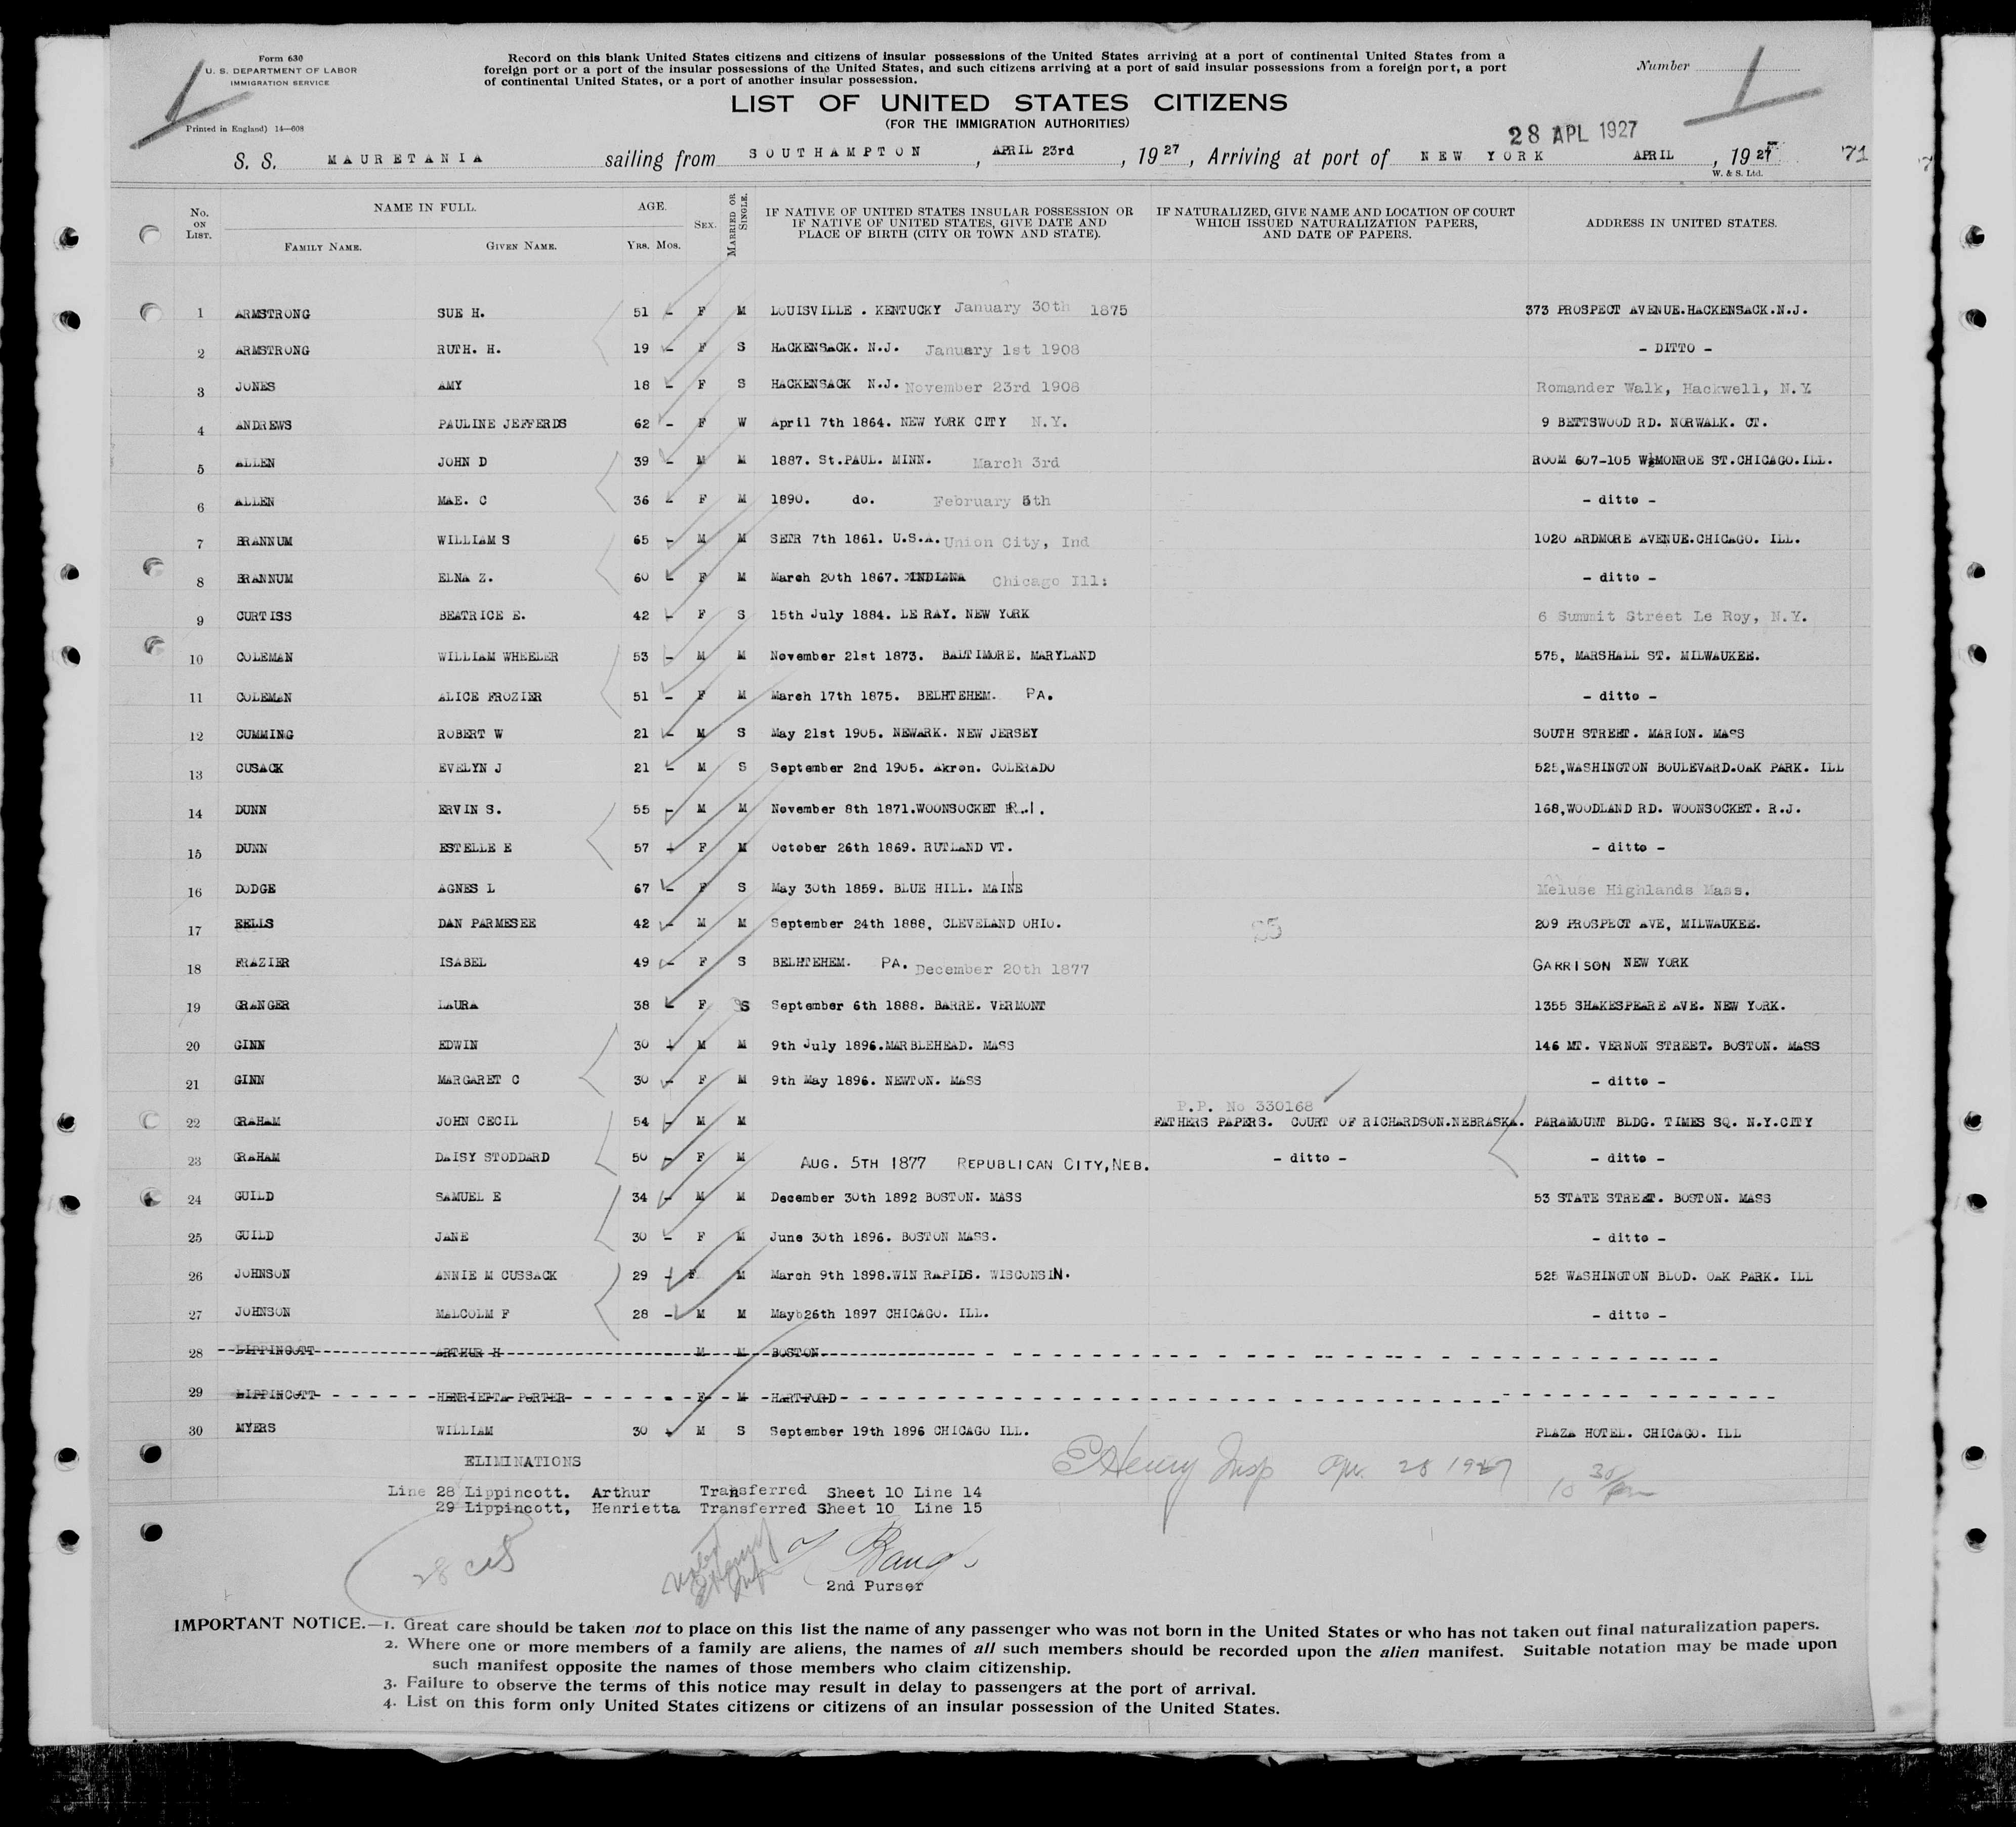 Form 630
U. S. DEPARTMENT OF LABOR
IMMIGRATION SERVICE
Printed in England) 14—608
Record on this blank United States citizens and citizens of insular possessions of the United States arriving at a port of continental United States from a
foreign port or a port of the insular possessions of the United States, and such citizens arriving at a port of said insular possessions from a foreign port, a port
of continental United States, or a port of another insular possession.
Number
LIST OF UNITED STATES CITIZENS
(FOR THE IMMIGRATION AUTHORITIES)
28 APL 1927
S. S. MAURETANIA sailing from SOUTHAMPTON, APRIL 23rd, 1927, Arriving at port of NEW YORK APRIL, 1927 71
W. & S. Ltd.
No. ON LIST. NAME IN FULL. FAMILY NAME. GIVEN NAME. AGE. Yrs. Mos. SEX. MARRIED OR SINGLE. IF NATIVE OF UNITED STATES INSULAR POSSESSION OR IF NATIVE OF UNITED STATES, GIVE DATE AND PLACE OF BIRTH (CITY OR TOWN AND STATE). IF NATURALIZED, GIVE NAME AND LOCATION OF COURT WHICH ISSUED NATURALIZATION PAPERS, AND DATE OF PAPERS. ADDRESS IN UNITED STATES.
1 ARMSTRONG SUE H. 51 - F M LOUISVILLE . KENTUCKY January 30th 1875 373 PROSPECT AVENUE.HACKENSACK.N.J.
2 ARMSTRONG RUTH. H. 19 - F S HACKENSACK. N.J. January 1st 1908 - DITTO -
3 JONES AMY 18 - F S HACKENSACK N.J. November 23rd 1908 Romander Walk, Hackwell, N.Y.
4 ANDREWS PAULINE JEFFERDS 62 - F W April 7th 1864. NEW YORK CITY N.Y. 9 BETTSWOOD RD. NORWALK. CT.
5 ALLEN JOHN D 39 - M M 1887. St.PAUL. MINN. March 3rd ROOM 607-105 W.MONROE ST.CHICAGO.ILL.
6 ALLEN MAE. C 36 - F M 1890. do. February 5th - ditto -
7 BRANNUM WILLIAM S 65 - M M SETR 7th 1861. U.S.A. Union City, Ind 1020 ARDMORE AVENUE.CHICAGO. ILL.
8 BRANNUM ELNA Z. 60 - F M March 20th 1867. INDIANA Chicago Ill: - ditto -
9 CURTISS BEATRICE E. 42 - F S 15th July 1884. LE RAY. NEW YORK 6 Summit Street Le Roy, N.Y.
10 COLEMAN WILLIAM WHEELER 53 - M M November 21st 1873. BALTIMORE. MARYLAND 575, MARSHALL ST. MILWAUKEE.
11 COLEMAN ALICE FROZIER 51 - F M March 17th 1875. BELHTEHEM. PA. - ditto -
12 CUMMING ROBERT W 21 - M S May 21st 1905. NEWARK. NEW JERSEY SOUTH STREET. MARION. MASS
13 CUSACK EVELYN J 21 - M S September 2nd 1905. Akron. COLERADO 525,WASHINGTON BOULEVARD.OAK PARK. ILL
14 DUNN ERVIN S. 55 - M M November 8th 1871.WOONSOCKET R.I. 168,WOODLAND RD. WOONSOCKET. R.J.
15 DUNN ESTELLE E 57 - F M October 26th 1869. RUTLAND VT. - ditto -
16 DODGE AGNES L 67 - F S May 30th 1859. BLUE HILL. MAINE Meluse Highlands Mass.
17 EELLS DAN PARMESEE 42 - M M September 24th 1888, CLEVELAND OHIO. 209 PROSPECT AVE, MILWAUKEE.
18 FRAZIER ISABEL 49 - F S BELHTEHEM. PA. December 20th 1877 GARRISON NEW YORK
19 GRANGER LAURA 38 - F S September 6th 1888. BARRE. VERMONT 1355 SHAKESPEARE AVE. NEW YORK.
20 GINN EDWIN 30 - M M 9th July 1896.MARBLEHEAD. MASS 146 MT. VERNON STREET. BOSTON. MASS
21 GINN MARGARET C 30 - F M 9th May 1896. NEWTON. MASS - ditto -
P.P. No 330168
22 GRAHAM JOHN CECIL 54 - M M FATHERS PAPERS. COURT OF RICHARDSON.NEBRASKA. PARAMOUNT BLDG. TIMES SQ. N.Y.CITY
23 GRAHAM DAISY STODDARD 50 - F M AUG. 5TH 1877 REPUBLICAN CITY, NEB. - ditto - - ditto -
24 GUILD SAMUEL E 34 - M M December 30th 1892 BOSTON. MASS 53 STATE STREET. BOSTON. MASS
25 GUILD JANE 30 - F M June 30th 1896. BOSTON MASS. - ditto -
26 JOHNSON ANNIE M CUSSACK 29 - F M March 9th 1898.WIN RAPIDS. WISCONSIN. 525 WASHINGTON BLOD. OAK PARK. ILL
27 JOHNSON MALCOLM F 28 - M M May 26th 1897 CHICAGO. ILL. - ditto -
28 LIPPINCOTT ARTHUR H M M BOSTON
29 LIPPINCOTT HENRIETTA PORTER F M HARTFORD
30 MYERS WILLIAM 30 - M S September 19th 1896 CHICAGO ILL. PLAZA HOTEL. CHICAGO. ILL
ELIMINATIONS
Line 28 Lippincott. Arthur Transferred Sheet 10 Line 14
29 Lippincott, Henrietta Transferred Sheet 10 Line 15
EHenry Insp Apr. 28 1927
2nd Purser
IMPORTANT NOTICE.—1. Great care should be taken not to place on this list the name of any passenger who was not born in the United States or who has not taken out final naturalization papers.
2. Where one or more members of a family are aliens, the names of all such members should be recorded upon the alien manifest. Suitable notation may be made upon
such manifest opposite the names of those members who claim citizenship.
3. Failure to observe the terms of this notice may result in delay to passengers at the port of arrival.
4. List on this form only United States citizens or citizens of an insular possession of the United States.